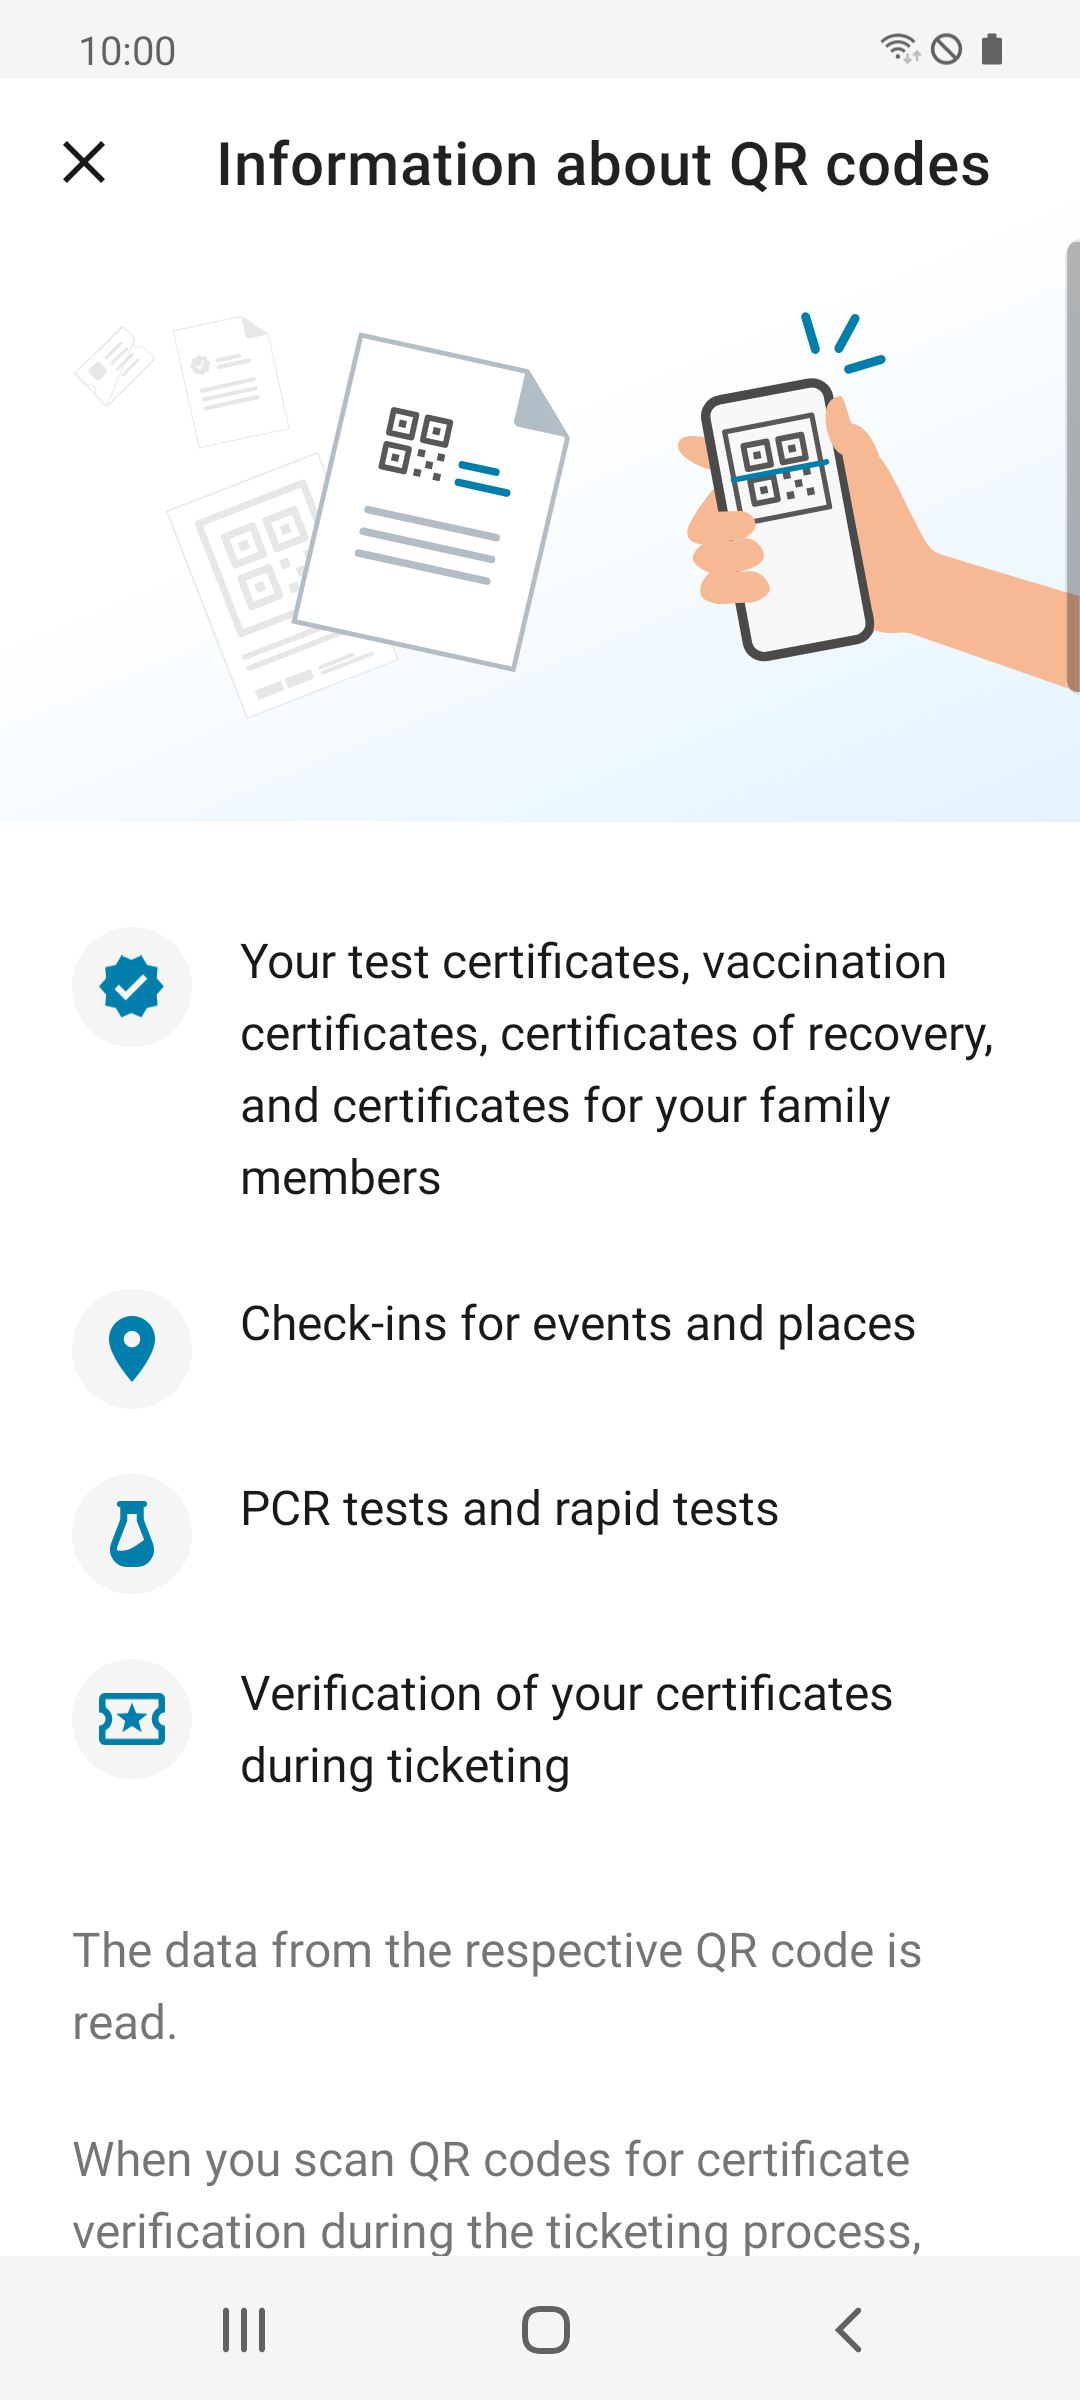 10:00
Information about QR codes
Your test certificates, vaccination
certificates, certificates of recovery,
and certificates for your family
members
Check-ins for events and places
PCR tests and rapid tests
Verification of your certificates
during ticketing
The data from the respective QR code is
read.
When you scan QR codes for certificate
verification during the ticketing process,